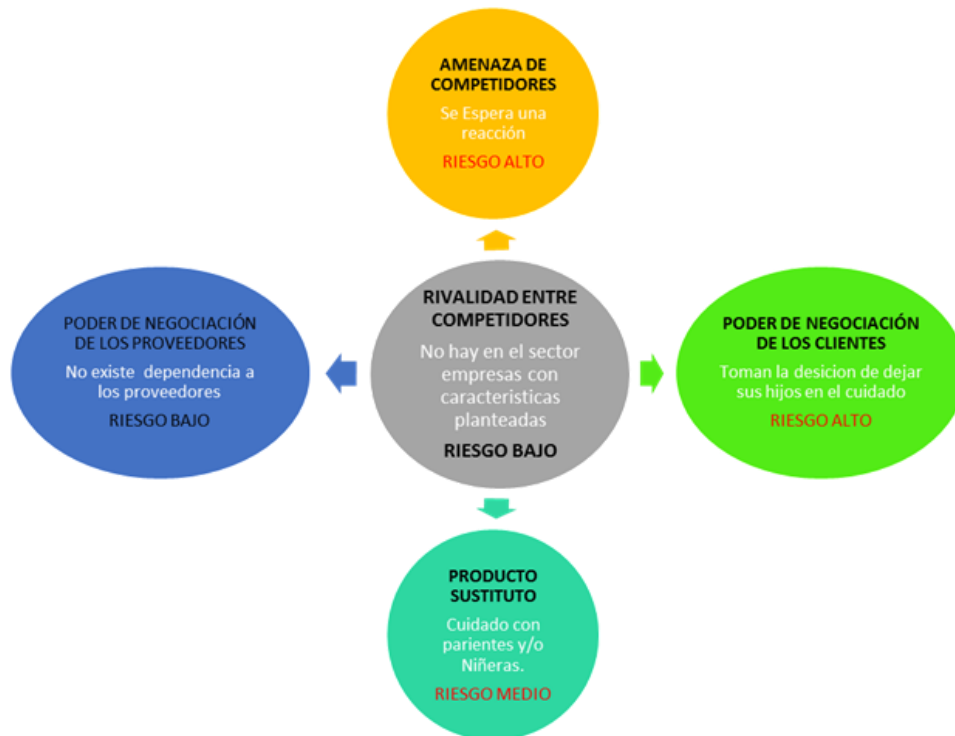 AMENAZA DE
COMPETIDORES
Se Espera una
reacción
RIESGO ALTO
PODER DE NEGOCIACIÓN
DE LOS PROVEEDORES
No existe dependencia a
los proveedores
RIESGO BAJO
RIVALIDAD ENTRE
COMPETIDORES
No hay en el sector
empresas con
caracteristicas
planteadas
RIESGO BAJO
PODER DE NEGOCIACIÓN
DE LOS CLIENTES
Toman la desicion de dejar
sus hijos en el cuidado
RIESGO ALTO
PRODUCTO
SUSTITUTO
Cuidado con
parientes y/o
Niñeras.
RIESGO MEDIO